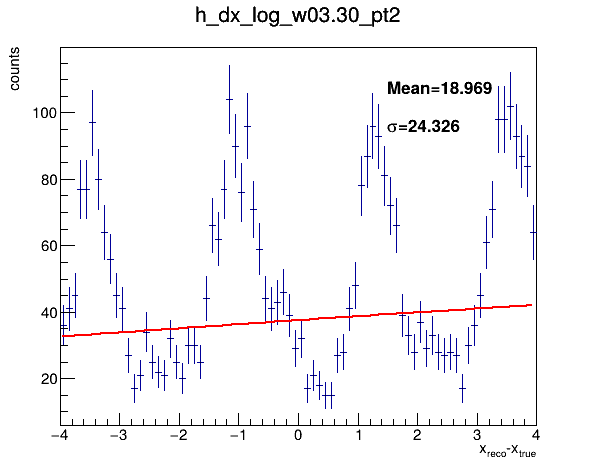 h_dx_log_w03.30_pt2
counts
Mean=18.969
σ=24.326
100
80
60
40
20
−4 −3 −2 −1 0 1 2 3 4
x_reco-x_true